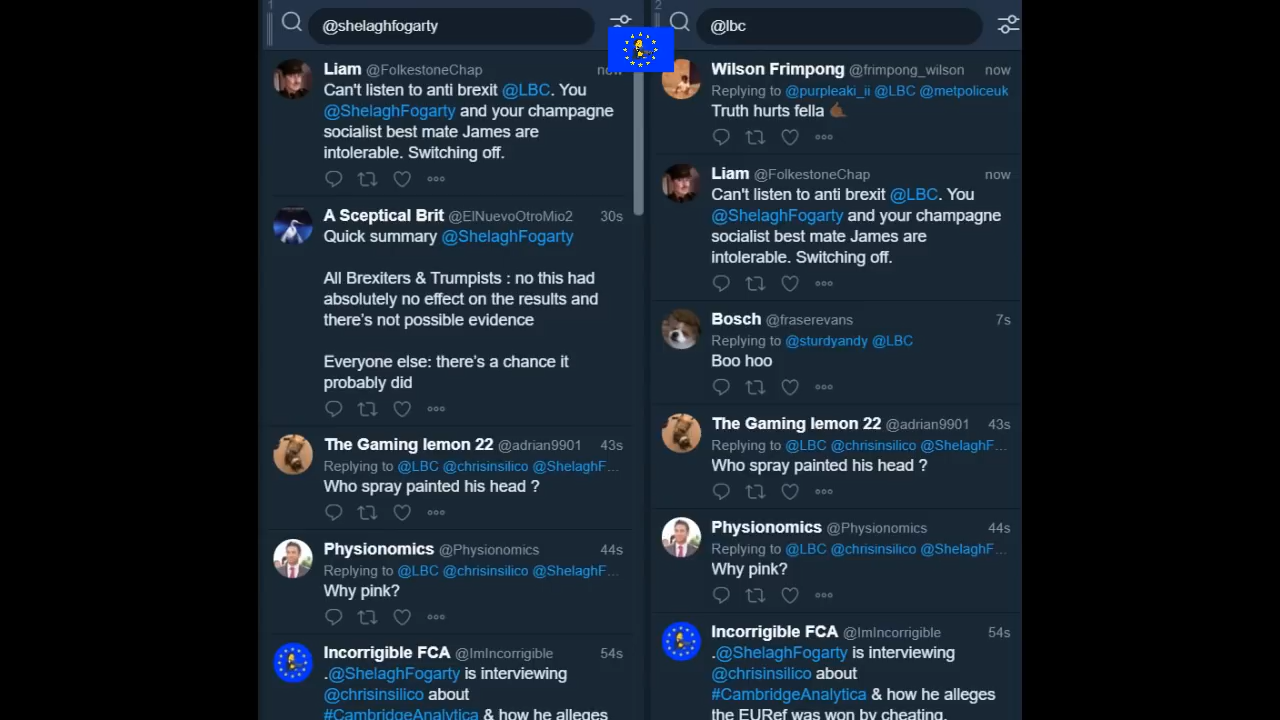 1
@shelaghfogarty
Liam @FolkestoneChap now
Can't listen to anti brexit @LBC. You
@ShelaghFogarty and your champagne
socialist best mate James are
intolerable. Switching off.
A Sceptical Brit @ElNuevoOtroMio2 30s
Quick summary @ShelaghFogarty
All Brexiters & Trumpists : no this had
absolutely no effect on the results and
there's not possible evidence
Everyone else: there's a chance it
probably did
The Gaming lemon 22 @adrian9901 43s
Replying to @LBC @chrisinsilico @ShelaghF...
Who spray painted his head ?
Physionomics @Physionomics 44s
Replying to @LBC @chrisinsilico @ShelaghF...
Why pink?
Incorrigible FCA @ImIncorrigible 54s
.@ShelaghFogarty is interviewing
@chrisinsilico about
#CambridgeAnalytica & how he alleges
2
@lbc
Wilson Frimpong @frimpong_wilson now
Replying to @purpleaki_ii @LBC @metpoliceuk
Truth hurts fella
Liam @FolkestoneChap now
Can't listen to anti brexit @LBC. You
@ShelaghFogarty and your champagne
socialist best mate James are
intolerable. Switching off.
Bosch @fraserevans 7s
Replying to @sturdyandy @LBC
Boo hoo
The Gaming lemon 22 @adrian9901 43s
Replying to @LBC @chrisinsilico @ShelaghF...
Who spray painted his head ?
Physionomics @Physionomics 44s
Replying to @LBC @chrisinsilico @ShelaghF...
Why pink?
Incorrigible FCA @ImIncorrigible 54s
.@ShelaghFogarty is interviewing
@chrisinsilico about
#CambridgeAnalytica & how he alleges
the EURef was won by cheating.